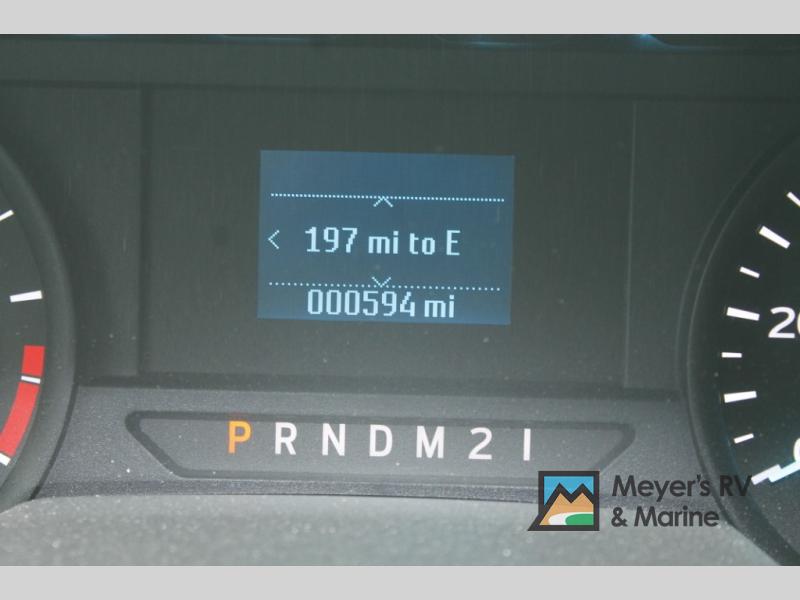 197 mi to E
000594 mi
P R N D M 2 1
Meyer's RV
& Marine